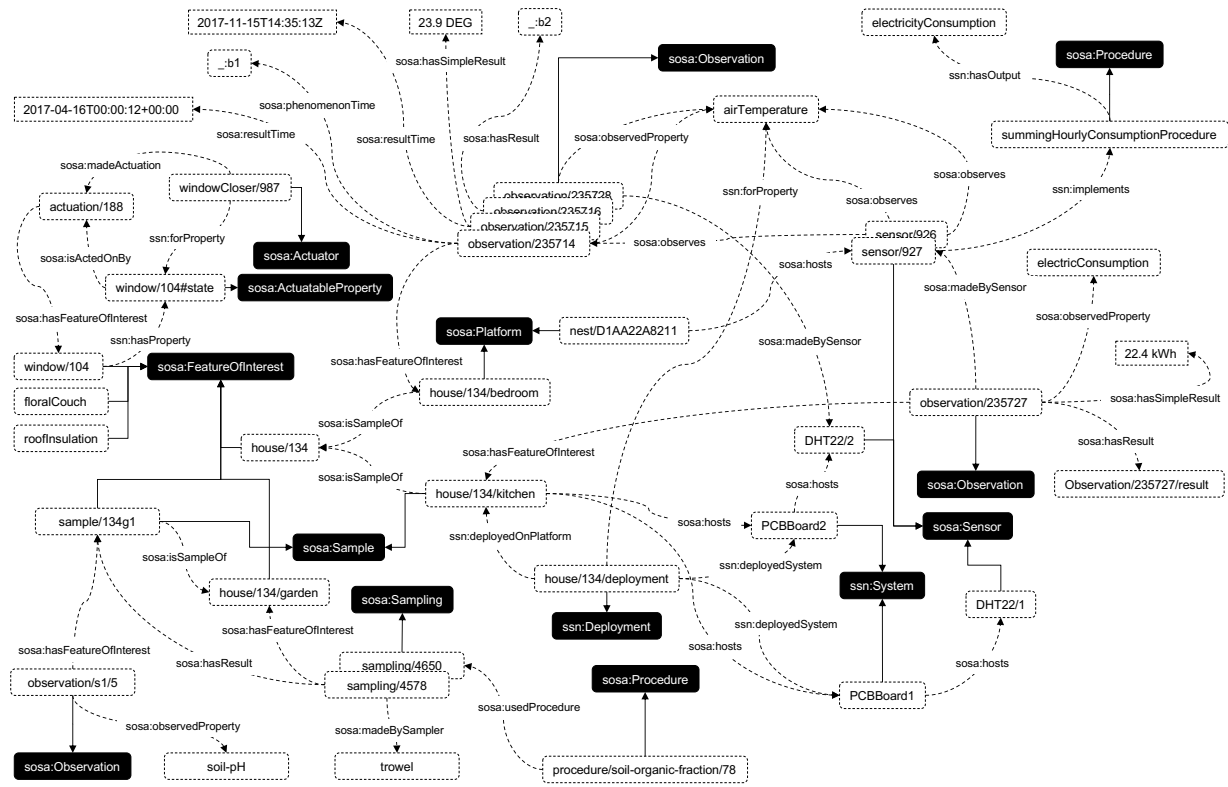 2017-11-15T14:35:13Z
23.9 DEG
_:b2
electricityConsumption
sosa:Observation
sosa:Procedure
_:b1
sosa:hasSimpleResult
ssn:hasOutput
sosa:phenomenonTime
2017-04-16T00:00:12+00:00
airTemperature
sosa:resultTime
sosa:resultTime
sosa:hasResult
sosa:observedProperty
summingHourlyConsumptionProcedure
sosa:madeActuation
windowCloser/987
ssn:forProperty
sosa:observes
ssn:implements
observation/235728
observation/235716
observation/235715
observation/235714
actuation/188
sosa:observes
ssn:forProperty
sensor/926
sensor/927
sosa:observes
sosa:Actuator
sosa:isActedOnBy
sosa:hosts
electricConsumption
window/104#state
sosa:ActuatableProperty
sosa:madeBySensor
sosa:hasFeatureOfInterest
ssn:hasProperty
sosa:Platform
nest/D1AA22A8211
sosa:observedProperty
sosa:madeBySensor
22.4 kWh
sosa:hasFeatureOfInterest
window/104
sosa:FeatureOfInterest
house/134/bedroom
floralCouch
observation/235727
sosa:hasSimpleResult
sosa:isSampleOf
roofInsulation
house/134
DHT22/2
sosa:hasResult
sosa:hasFeatureOfInterest
sosa:isSampleOf
sosa:hosts
sosa:Observation
Observation/235727/result
house/134/kitchen
sample/134g1
sosa:hosts
PCBBoard2
sosa:Sensor
ssn:deployedOnPlatform
sosa:Sample
sosa:isSampleOf
ssn:deployedSystem
house/134/deployment
ssn:System
house/134/garden
sosa:Sampling
DHT22/1
ssn:Deployment
ssn:deployedSystem
sosa:hasFeatureOfInterest
sosa:hosts
sosa:hasFeatureOfInterest
sosa:hasResult
sampling/4650
sampling/4578
sosa:hosts
observation/s1/5
sosa:Procedure
PCBBoard1
sosa:usedProcedure
sosa:observedProperty
sosa:madeBySampler
sosa:Observation
soil-pH
trowel
procedure/soil-organic-fraction/78